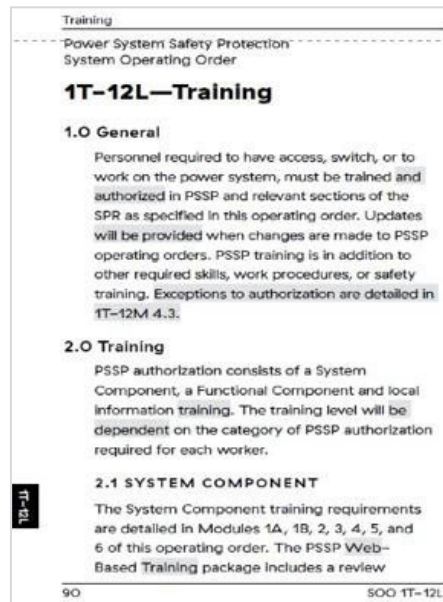 Training
Power System Safety Protection
System Operating Order
1T–12L—Training
1.0 General
Personnel required to have access, switch, or to
work on the power system, must be trained and
authorized in PSSP and relevant sections of the
SPR as specified in this operating order. Updates
will be provided when changes are made to PSSP
operating orders. PSSP training is in addition to
other required skills, work procedures, or safety
training. Exceptions to authorization are detailed in
1T–12M 4.3.
2.0 Training
PSSP authorization consists of a System
Component, a Functional Component and local
information training. The training level will be
dependent on the category of PSSP authorization
required for each worker.
2.1 SYSTEM COMPONENT
The System Component training requirements
are detailed in Modules 1A, 1B, 2, 3, 4, 5, and
6 of this operating order. The PSSP Web–
Based Training package includes a review
1T–12L
90
SOO 1T–12L